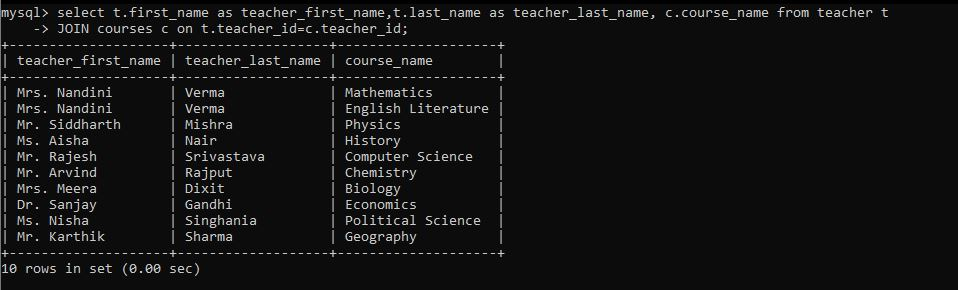 mysql> select t.first_name as teacher_first_name,t.last_name as teacher_last_name, c.course_name from teacher t
    -> JOIN courses c on t.teacher_id=c.teacher_id;
+--------------------+-------------------+--------------------+
| teacher_first_name | teacher_last_name | course_name        |
+--------------------+-------------------+--------------------+
| Mrs. Nandini       | Verma             | Mathematics        |
| Mrs. Nandini       | Verma             | English Literature |
| Mr. Siddharth      | Mishra            | Physics            |
| Ms. Aisha          | Nair              | History            |
| Mr. Rajesh         | Srivastava        | Computer Science   |
| Mr. Arvind         | Rajput            | Chemistry          |
| Mrs. Meera         | Dixit             | Biology            |
| Dr. Sanjay         | Gandhi            | Economics          |
| Ms. Nisha          | Singhania         | Political Science  |
| Mr. Karthik        | Sharma            | Geography          |
+--------------------+-------------------+--------------------+
10 rows in set (0.00 sec)